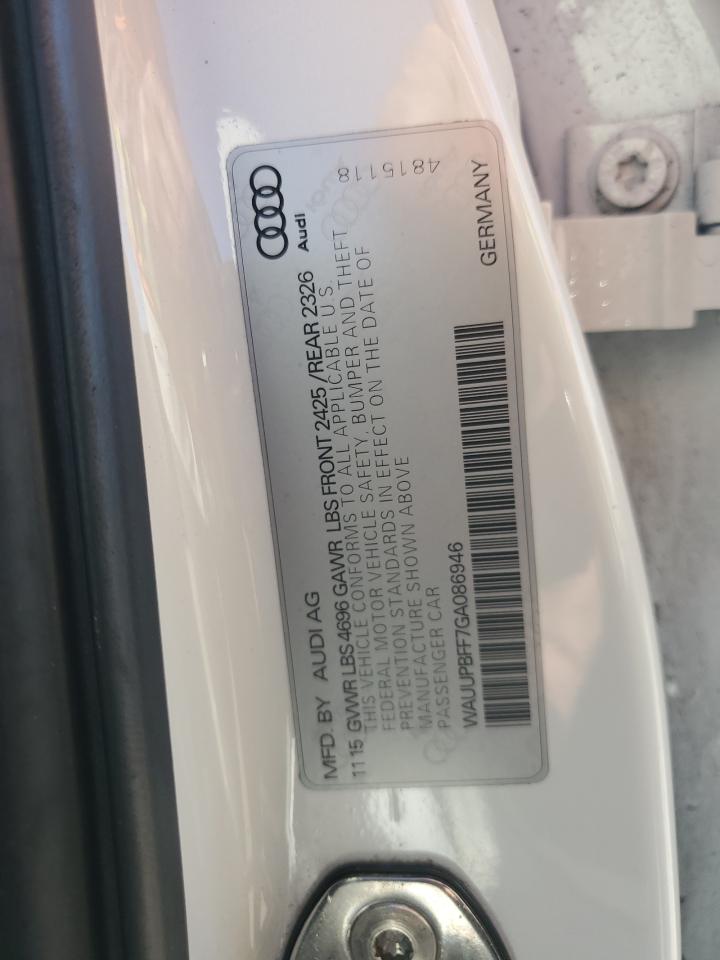 Audi
MFD. BY AUDI AG
11 15 GVWR LBS 4696 GAWR LBS FRONT 2425 /REAR 2326
THIS VEHICLE CONFORMS TO ALL APPLICABLE U.S.
FEDERAL MOTOR VEHICLE SAFETY, BUMPER AND THEFT
PREVENTION STANDARDS IN EFFECT ON THE DATE OF
MANUFACTURE SHOWN ABOVE
PASSENGER CAR
WAUUPBFF7GA086946
GERMANY
481518